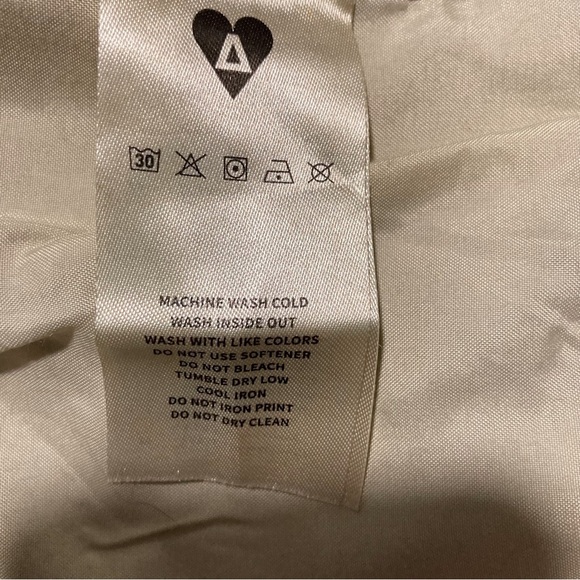 30
MACHINE WASH COLD
WASH INSIDE OUT
WASH WITH LIKE COLORS
DO NOT USE SOFTENER
DO NOT BLEACH
TUMBLE DRY LOW
COOL IRON
DO NOT IRON PRINT
DO NOT DRY CLEAN